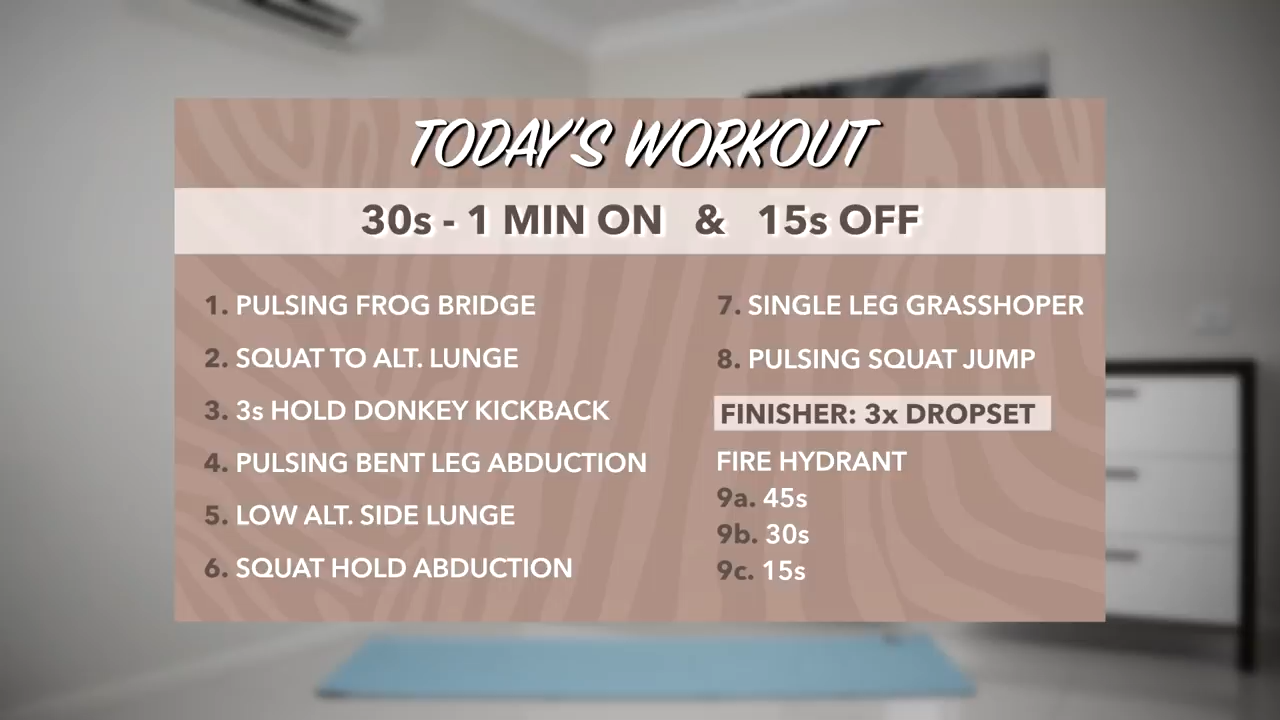 TODAY'S WORKOUT
30s - 1 MIN ON & 15s OFF
1. PULSING FROG BRIDGE
2. SQUAT TO ALT. LUNGE
3. 3s HOLD DONKEY KICKBACK
4. PULSING BENT LEG ABDUCTION
5. LOW ALT. SIDE LUNGE
6. SQUAT HOLD ABDUCTION
7. SINGLE LEG GRASSHOPER
8. PULSING SQUAT JUMP
FINISHER: 3x DROPSET
FIRE HYDRANT
9a. 45s
9b. 30s
9c. 15s